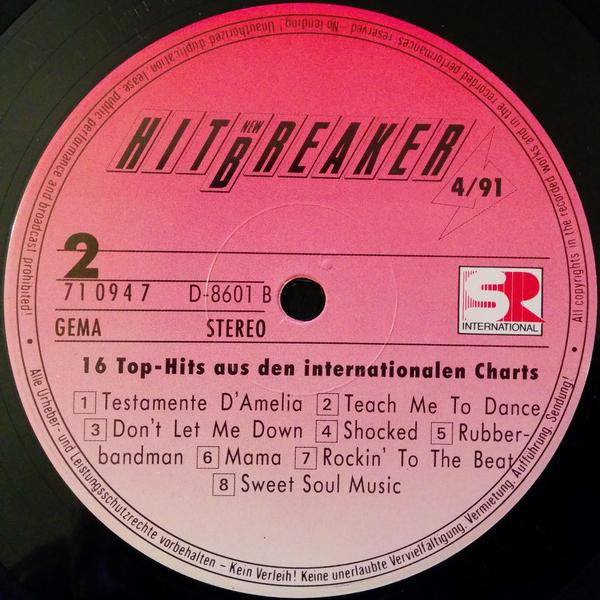 HITBREAKER
NEW
4/91
2
710947 D-8601 B
GEMA STEREO
SR
INTERNATIONAL
16 Top-Hits aus den internationalen Charts
1 Testamente D'Amelia 2 Teach Me To Dance
3 Don't Let Me Down 4 Shocked 5 Rubber-
bandman 6 Mama 7 Rockin' To The Beat
8 Sweet Soul Music
All copyrights in the recorded works and in the recorded performances reserved – No lending! Unauthorized duplication, lease, public performance and broadcast prohibited!
Alle Urheber- und Leistungsschutzrechte vorbehalten – Kein Verleih! Keine unerlaubte Vervielfältigung, Vermietung, Aufführung, Sendung!